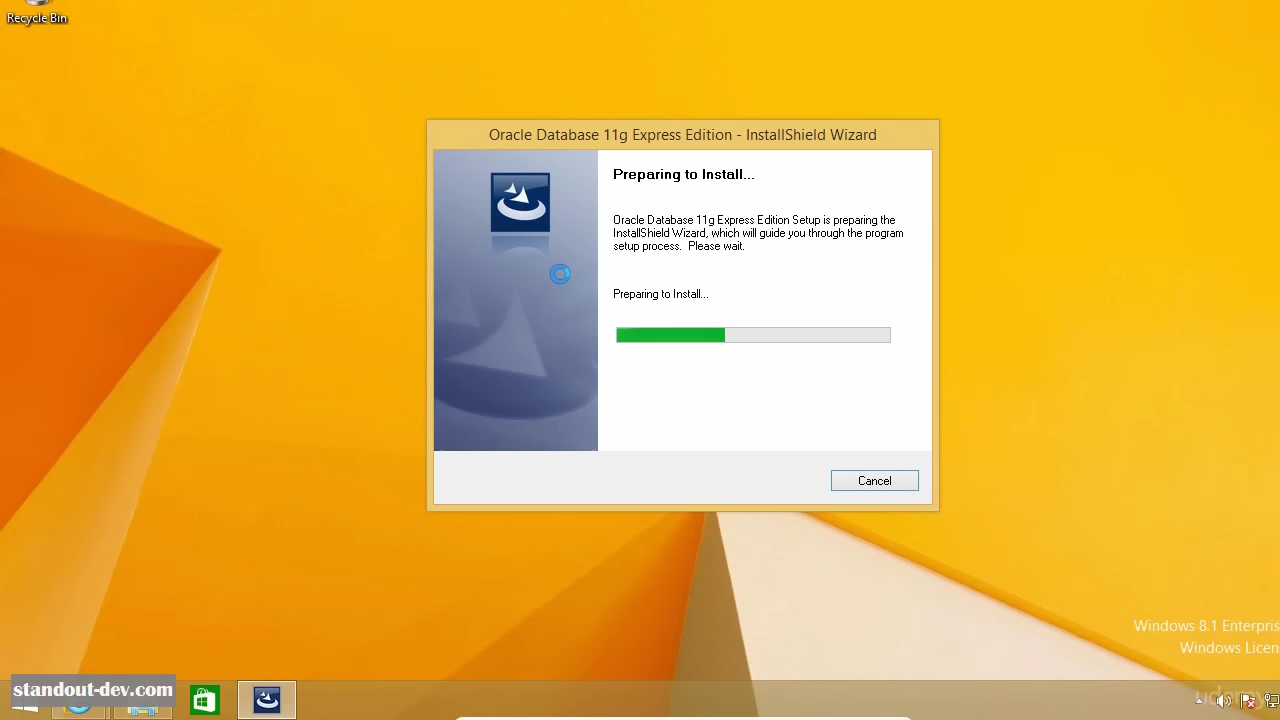 Recycle Bin
Oracle Database 11g Express Edition - InstallShield Wizard
Preparing to Install...
Oracle Database 11g Express Edition Setup is preparing the
InstallShield Wizard, which will guide you through the program
setup process. Please wait.
Preparing to Install...
Cancel
Windows 8.1 Enterpris
Windows Licen
standout-dev.com
udemy